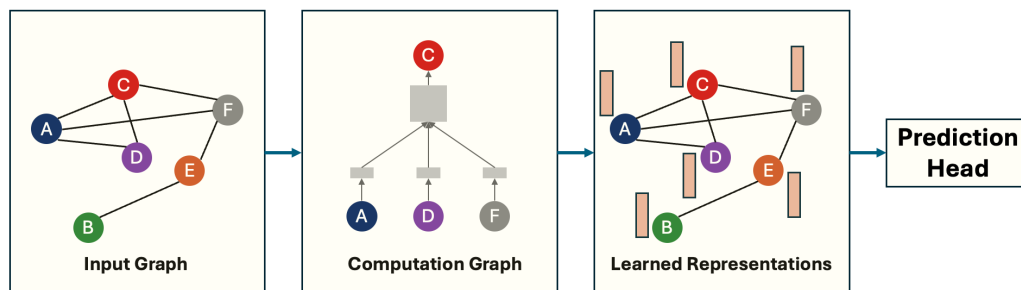 C
A
F
D
E
B
Input Graph
C
A
D
F
Computation Graph
C
A
F
D
E
B
Learned Representations
Prediction
Head